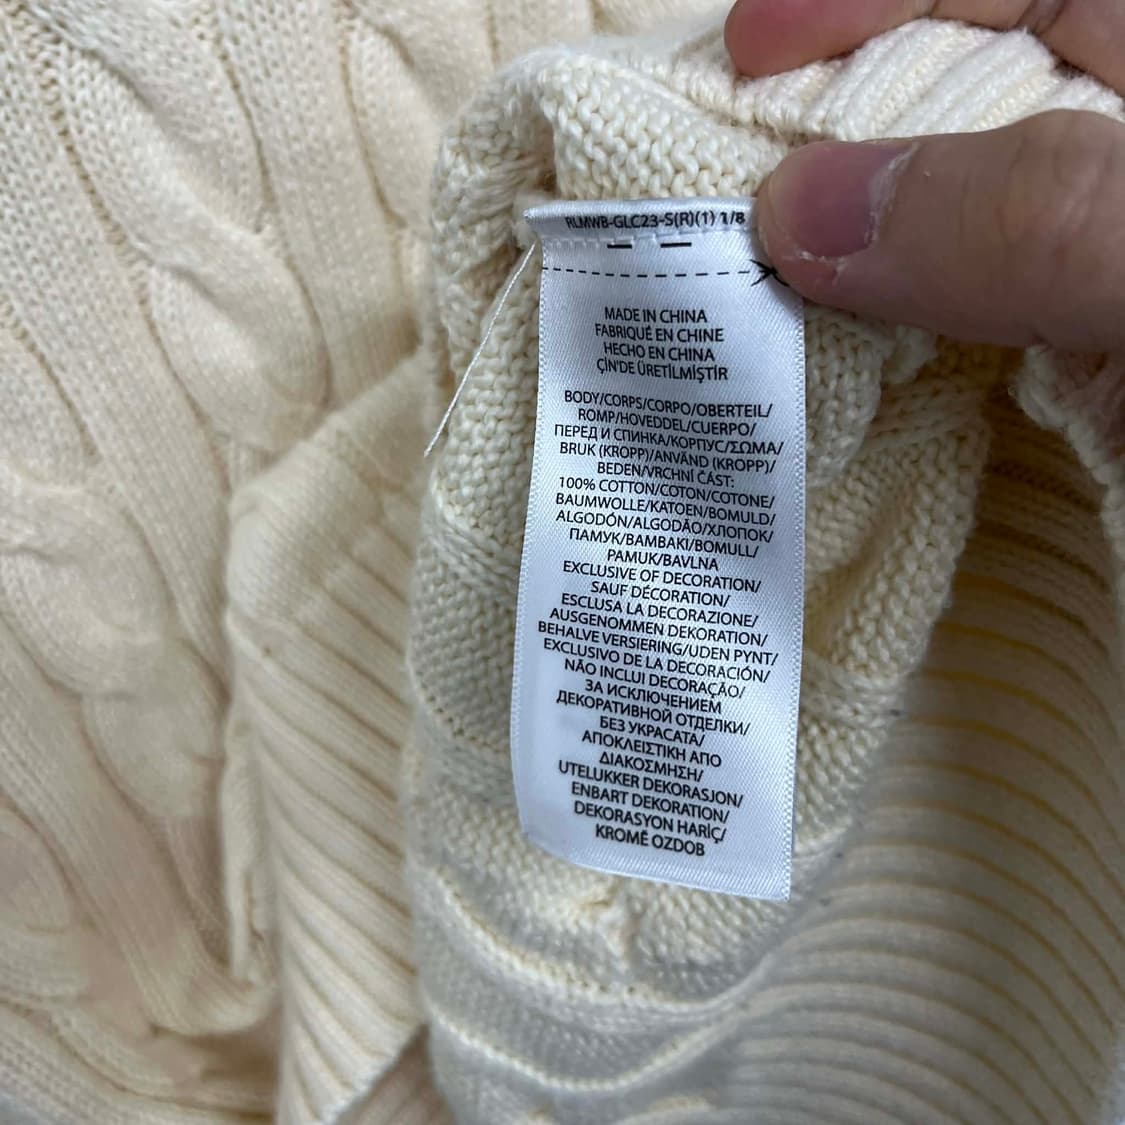 RLMWB-GLC23-S(R)(1) 1/8
MADE IN CHINA
FABRIQUÉ EN CHINE
HECHO EN CHINA
ÇİN'DE ÜRETİLMİŞTİR
BODY/CORPS/CORPO/OBERTEIL/
ROMP/HOVEDDEL/CUERPO/
ПЕРЕД И СПИНКА/КОРПУС/ΣΩΜΑ/
BRUK (KROPP)/ANVÄND (KROPP)/
BEDEN/VRCHNÍ ČÁST:
100% COTTON/COTON/COTONE/
BAUMWOLLE/KATOEN/BOMULD/
ALGODÓN/ALGODÃO/ХЛОПОК/
ПАМУК/BAMBAKI/BOMULL/
PAMUK/BAVLNA
EXCLUSIVE OF DECORATION/
SAUF DÉCORATION/
ESCLUSA LA DECORAZIONE/
AUSGENOMMEN DEKORATION/
BEHALVE VERSIERING/UDEN PYNT/
EXCLUSIVO DE LA DECORACIÓN/
NÃO INCLUI DECORAÇÃO/
ЗА ИСКЛЮЧЕНИЕМ
ДЕКОРАТИВНОЙ ОТДЕЛКИ/
БЕЗ УКРАСАТА/
ΑΠΟΚΛΕΙΣΤΙΚΗ ΑΠΟ
ΔΙΑΚΟΣΜΗΣΗ/
UTELUKKER DEKORASJON/
ENBART DEKORATION/
DEKORASYON HARİÇ/
KROMĚ OZDOB